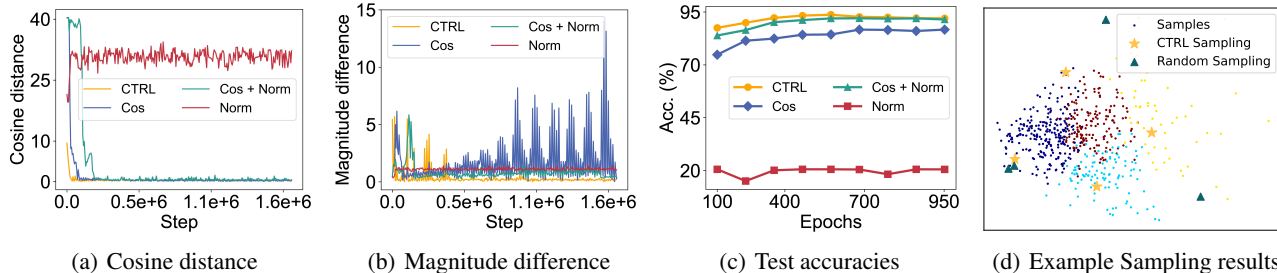 Cosine distance
40
25
10
0
CTRL
Cos
Cos + Norm
Norm
0.0
0.5e+6
1.1e+6
1.6e+6
Step
(a) Cosine distance
Magnitude difference
15
10
5
0
CTRL
Cos
Cos + Norm
Norm
0.0
0.5e+6
1.1e+6
1.6e+6
Step
(b) Magnitude difference
Acc. (%)
95
70
45
20
CTRL
Cos
Cos + Norm
Norm
100
400
700
950
Epochs
(c) Test accuracies
Samples
CTRL Sampling
Random Sampling
(d) Example Sampling results